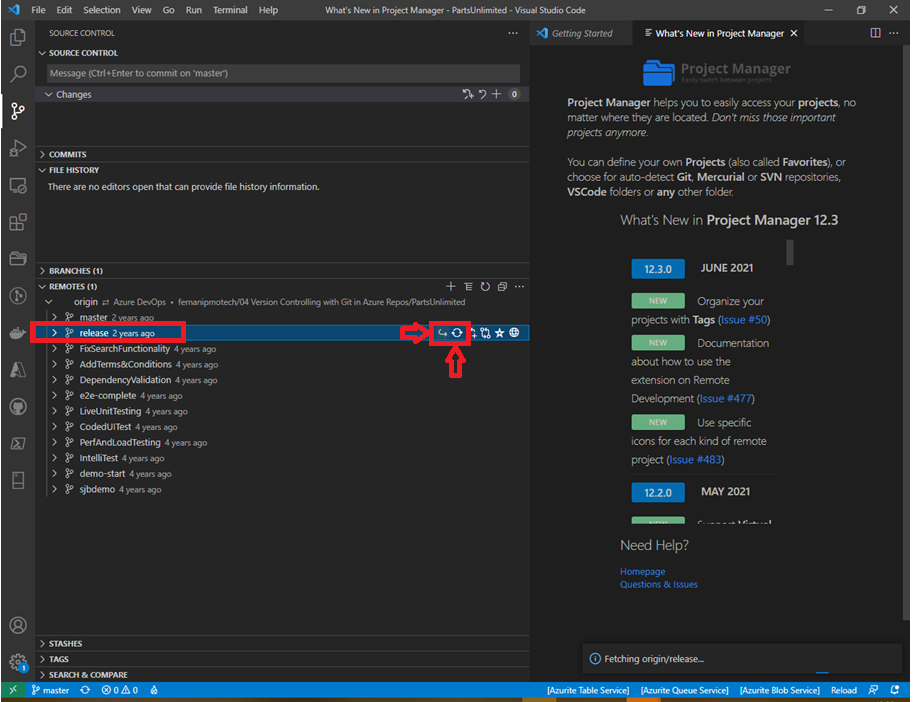 File Edit Selection View Go Run Terminal Help
What's New in Project Manager - PartsUnlimited - Visual Studio Code
SOURCE CONTROL
SOURCE CONTROL
Message (Ctrl+Enter to commit on 'master')
Changes 0
COMMITS
FILE HISTORY
There are no editors open that can provide file history information.
BRANCHES (1)
REMOTES (1)
origin ⇄ Azure DevOps • fernanipmotech/04 Version Controlling with Git in Azure Repos/PartsUnlimited
master 2 years ago
release 2 years ago
FixSearchFunctionality 4 years ago
AddTerms&Conditions 4 years ago
DependencyValidation 4 years ago
e2e-complete 4 years ago
LiveUnitTesting 4 years ago
CodedUITest 4 years ago
PerfAndLoadTesting 4 years ago
IntelliTest 4 years ago
demo-start 4 years ago
sjbdemo 4 years ago
STASHES
TAGS
SEARCH & COMPARE
Getting Started
What's New in Project Manager
Project Manager
Easily switch between projects
Project Manager helps you to easily access your projects, no
matter where they are located. Don't miss those important
projects anymore.
You can define your own Projects (also called Favorites), or
choose for auto-detect Git, Mercurial or SVN repositories,
VSCode folders or any other folder.
What's New in Project Manager 12.3
12.3.0 JUNE 2021
NEW Organize your
projects with Tags (Issue #50)
NEW Documentation
about how to use the
extension on Remote
Development (Issue #477)
NEW Use specific
icons for each kind of remote
project (Issue #483)
12.2.0 MAY 2021
NEW Support Virtual
Need Help?
Homepage
Questions & Issues
Fetching origin/release...
1
master 0 0 [Azurite Table Service] [Azurite Queue Service] [Azurite Blob Service] Reload